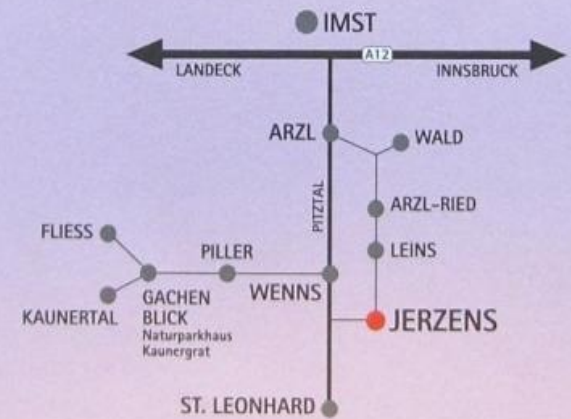 IMST
A12
LANDECK
INNSBRUCK
ARZL
WALD
PITZTAL
ARZL-RIED
FLIESS
LEINS
PILLER
WENNS
GACHEN
BLICK
Naturparkhaus
Kaunergrat
KAUNERTAL
JERZENS
ST. LEONHARD